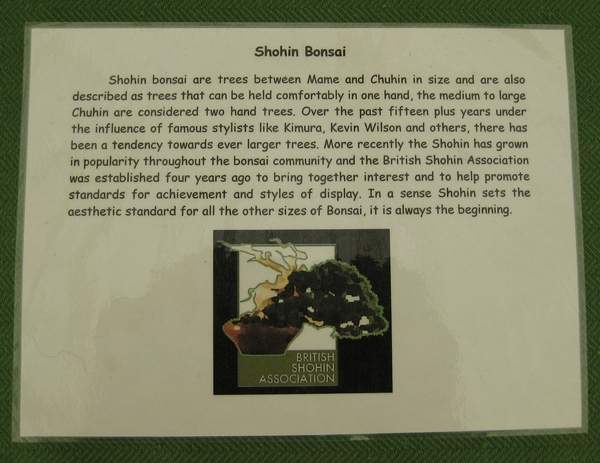 Shohin Bonsai
Shohin bonsai are trees between Mame and Chuhin in size and are also
described as trees that can be held comfortably in one hand, the medium to large
Chuhin are considered two hand trees. Over the past fifteen plus years under
the influence of famous stylists like Kimura, Kevin Wilson and others, there has
been a tendency towards ever larger trees. More recently the Shohin has grown
in popularity throughout the bonsai community and the British Shohin Association
was established four years ago to bring together interest and to help promote
standards for achievement and styles of display. In a sense Shohin sets the
aesthetic standard for all the other sizes of Bonsai, it is always the beginning.
BRITISH
SHOHIN
ASSOCIATION